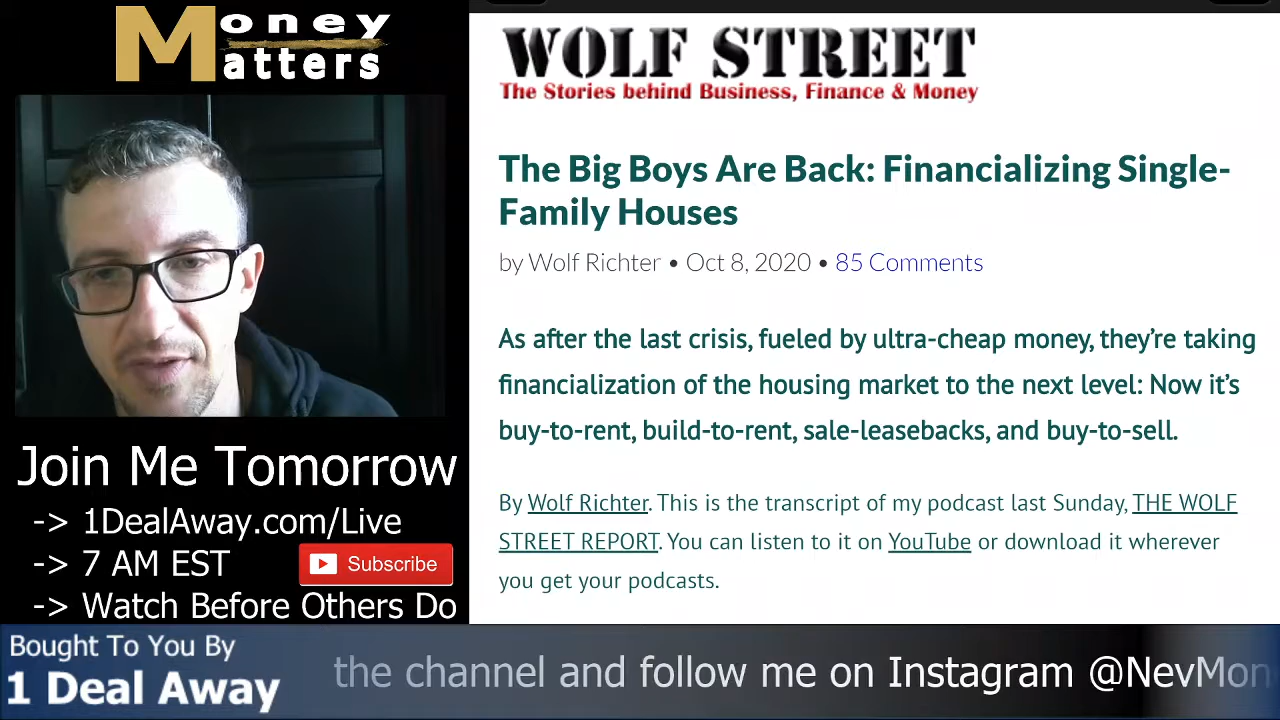 Money
Matters
Join Me Tomorrow
-> 1DealAway.com/Live
-> 7 AM EST
Subscribe
-> Watch Before Others Do
WOLF STREET
The Stories behind Business, Finance & Money
The Big Boys Are Back: Financializing Single-
Family Houses
by Wolf Richter • Oct 8, 2020 • 85 Comments
As after the last crisis, fueled by ultra-cheap money, they’re taking
financialization of the housing market to the next level: Now it’s
buy-to-rent, build-to-rent, sale-leasebacks, and buy-to-sell.
By Wolf Richter. This is the transcript of my podcast last Sunday, THE WOLF
STREET REPORT. You can listen to it on YouTube or download it wherever
you get your podcasts.
Bought To You By
1 Deal Away
the channel and follow me on Instagram @NevMon